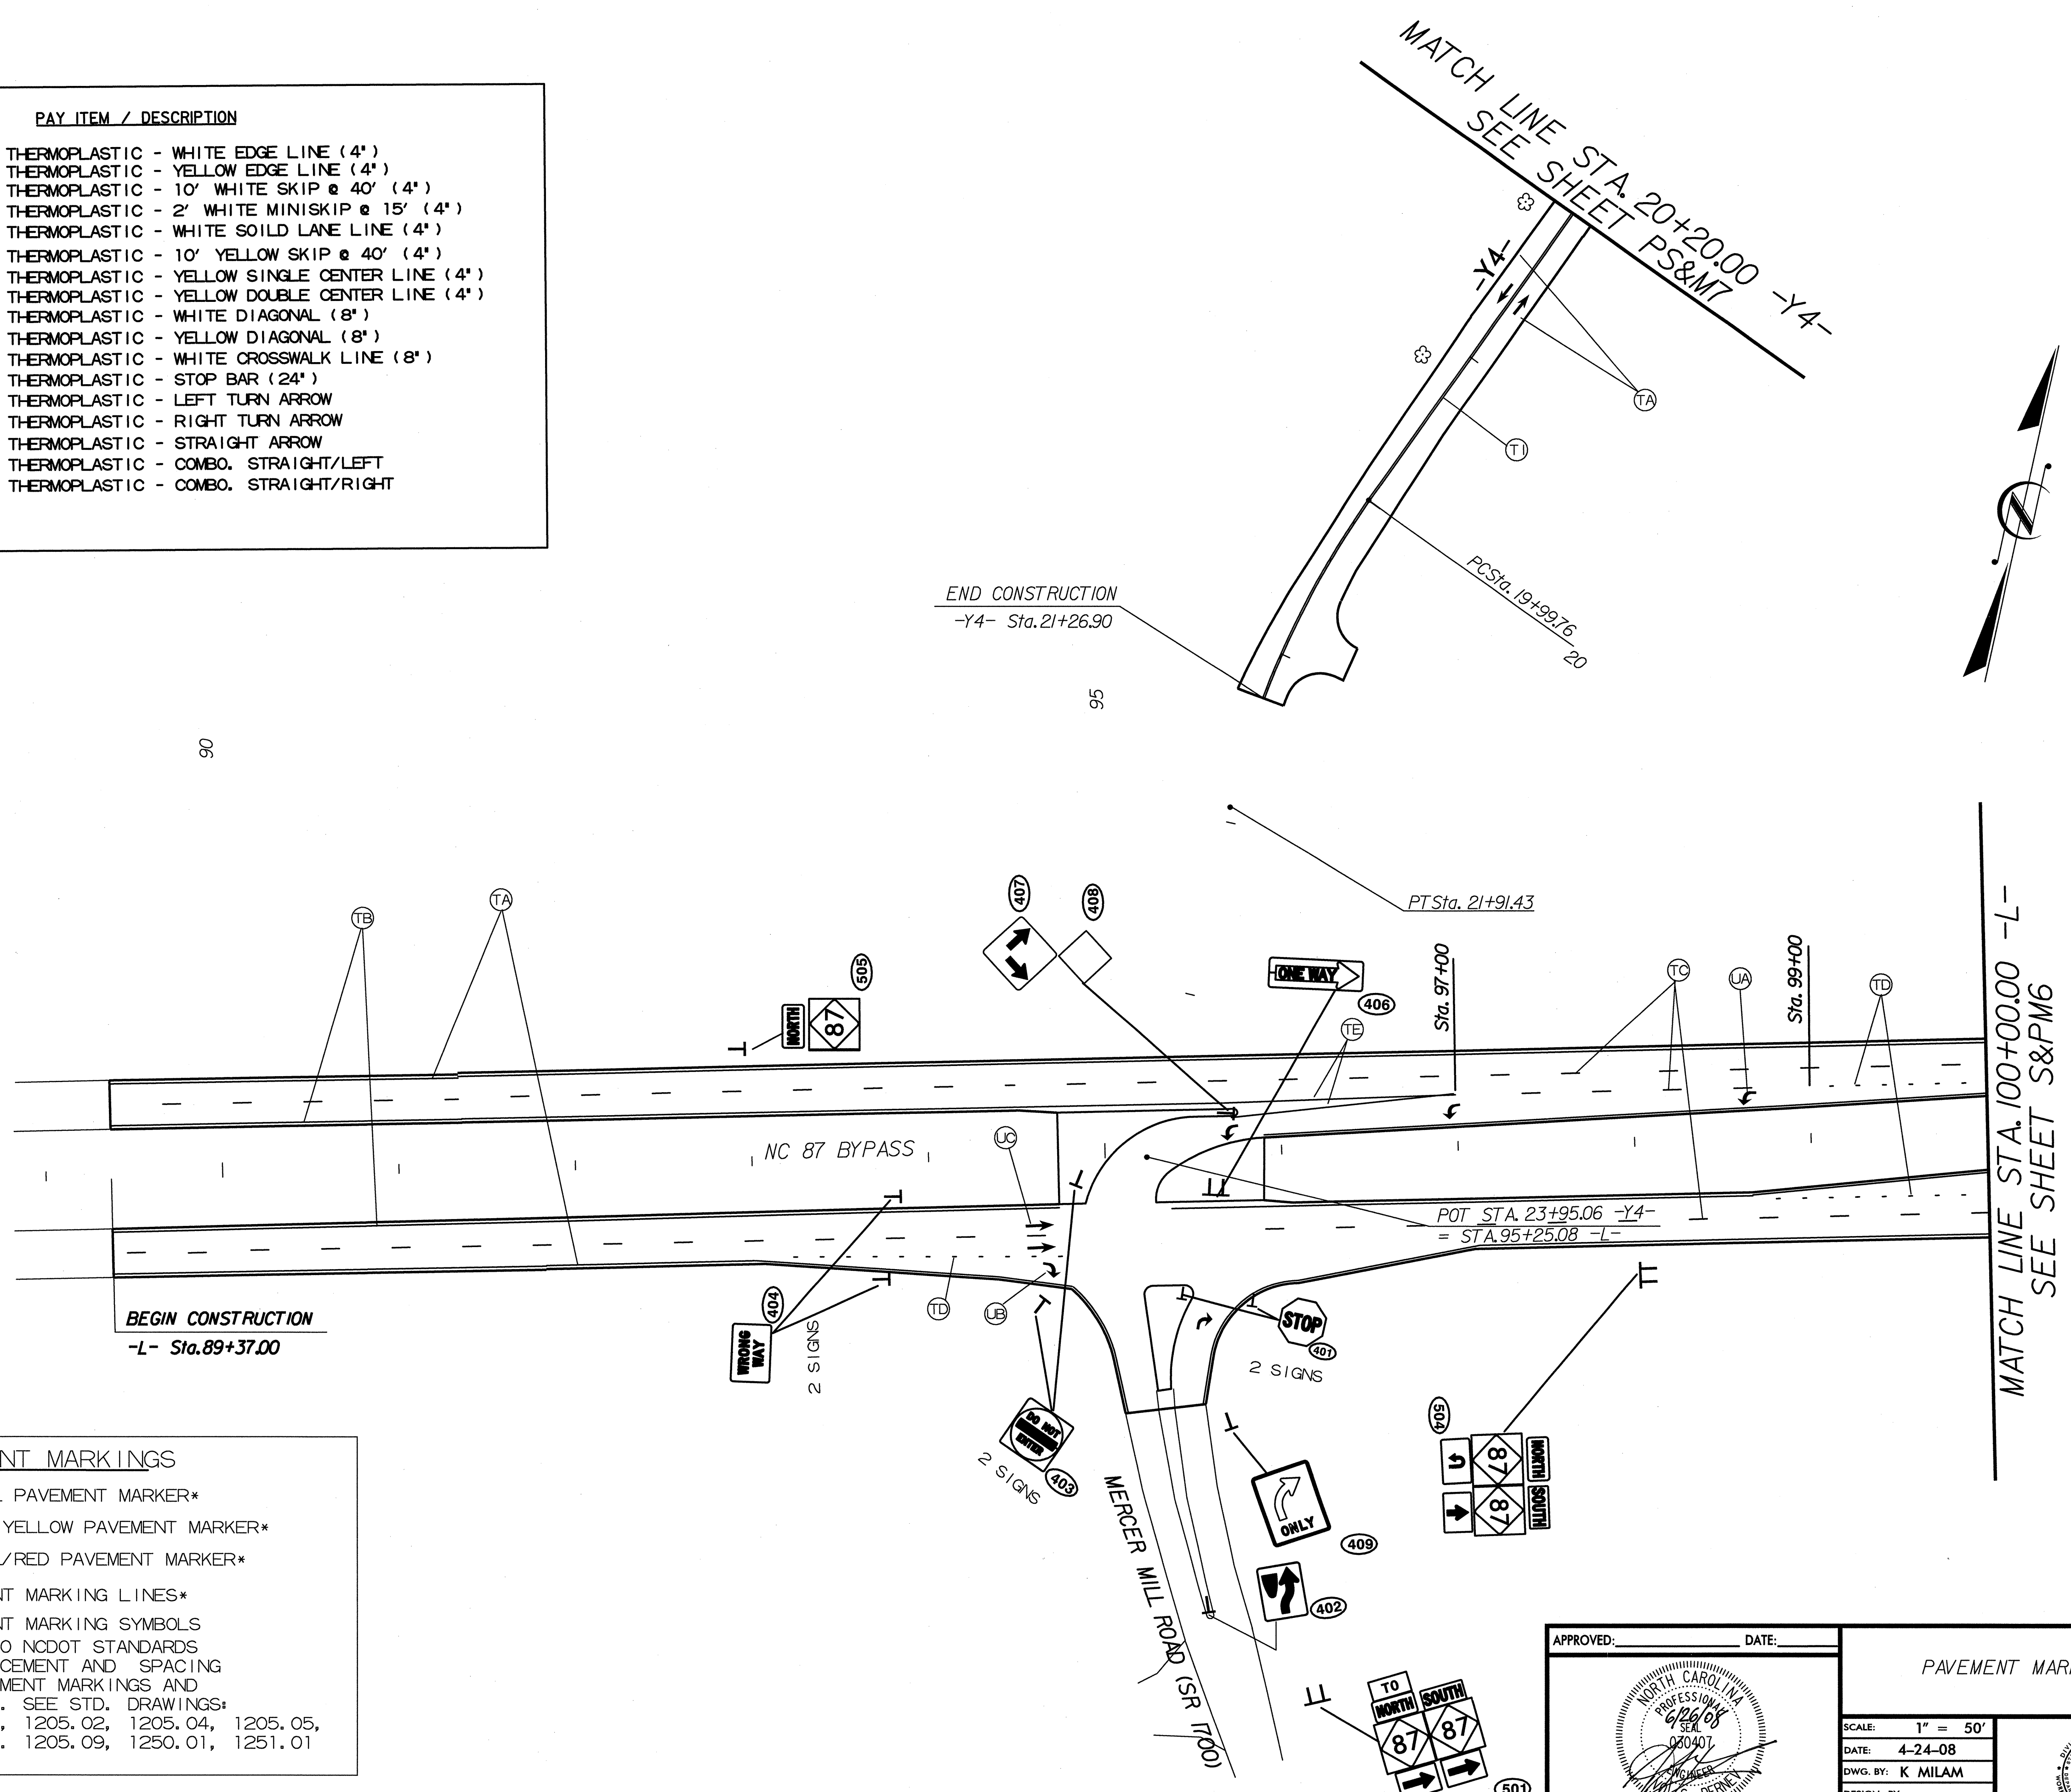 PAY ITEM / DESCRIPTION
THERMOPLASTIC - WHITE EDGE LINE (4")
THERMOPLASTIC - YELLOW EDGE LINE (4")
THERMOPLASTIC - 10' WHITE SKIP @ 40' (4")
THERMOPLASTIC - 2' WHITE MINISKIP @ 15' (4")
THERMOPLASTIC - WHITE SOILD LANE LINE (4")
THERMOPLASTIC - 10' YELLOW SKIP @ 40' (4")
THERMOPLASTIC - YELLOW SINGLE CENTER LINE (4")
THERMOPLASTIC - YELLOW DOUBLE CENTER LINE (4")
THERMOPLASTIC - WHITE DIAGONAL (8")
THERMOPLASTIC - YELLOW DIAGONAL (8")
THERMOPLASTIC - WHITE CROSSWALK LINE (8")
THERMOPLASTIC - STOP BAR (24")
THERMOPLASTIC - LEFT TURN ARROW
THERMOPLASTIC - RIGHT TURN ARROW
THERMOPLASTIC - STRAIGHT ARROW
THERMOPLASTIC - COMBO. STRAIGHT/LEFT
THERMOPLASTIC - COMBO. STRAIGHT/RIGHT
MATCH LINE STA. 20+20.00 -Y4-
SEE SHEET PS&M7
-Y4-
TA
TI
PCSta. 19+99.76
20
END CONSTRUCTION
-Y4- Sta.21+26.90
95
90
PTSta. 21+91.43
TB
TA
505
NORTH
87
407
408
ONE WAY
406
TE
Sta. 97+00
TC
UA
Sta. 99+00
TD
MATCH LINE STA.100+00.00 -L-
SEE SHEET S&PM6
NC 87 BYPASS
UC
POT STA. 23+95.06 -Y4-
= STA.95+25.08 -L-
BEGIN CONSTRUCTION
-L- Sta.89+37.00
404
WRONG
WAY
2 SIGNS
TD
UB
STOP
401
2 SIGNS
DO NOT
ENTER
403
2 SIGNS
MERCER MILL ROAD (SR 1700)
ONLY
409
402
504
NORTH
87
SOUTH
87
TO
NORTH
SOUTH
87
87
501
NT MARKINGS
PAVEMENT MARKER*
YELLOW PAVEMENT MARKER*
/RED PAVEMENT MARKER*
NT MARKING LINES*
NT MARKING SYMBOLS
O NCDOT STANDARDS
CEMENT AND SPACING
MENT MARKINGS AND
. SEE STD. DRAWINGS:
, 1205.02, 1205.04, 1205.05,
. 1205.09, 1250.01, 1251.01
APPROVED: DATE:
NORTH CAROLINA
PROFESSIONAL
6/26/08
SEAL
030407
ENGINEER
PAVEMENT MAR
SCALE: 1" = 50'
DATE: 4-24-08
DWG. BY: K MILAM